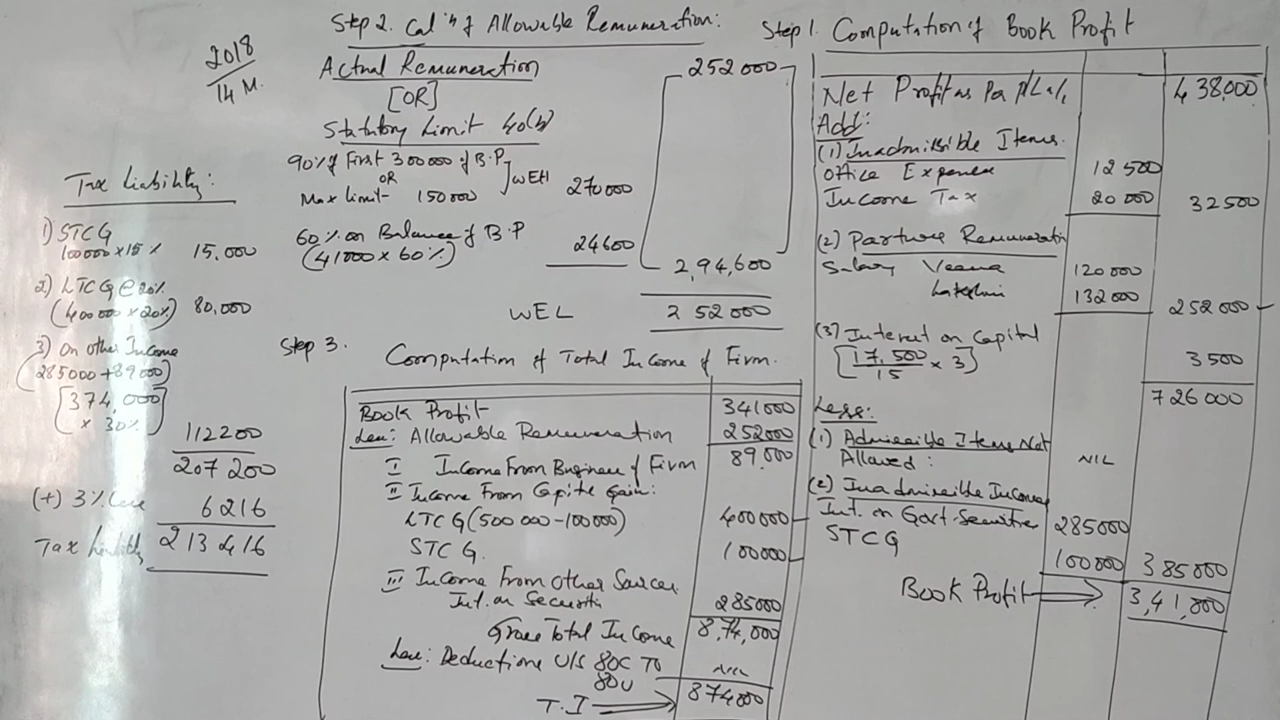 Step 1. Computation of Book Profit
Net Profit as Per P/L a/c 438,000
Add:
(1) Inadmissible Items.
Office Expenses 12500
Income Tax 20000 32500
(2) Partners Remuneration
Salary Veena 120000
Lakshmi 132000 252000
(3) Interest on Capital
[17,500/15 × 3] 3500
726000
Less:
(1) Admissible Items Not
Allowed: NIL
(2) Inadmissible Incomes
Int. on Govt. Securities 285000
STCG 100000 385000
Book Profit 3,41,000
Step 2. Calⁿ of Allowable Remuneration:
Actual Remuneration 252000
[OR]
Statutory Limit 40(b)
90% of First 300000 of B.P
OR ] WEH 270000
Max Limit- 150000
60% on Balance of B.P
(41000 × 60%) 24600
2,94,600
WEL 252000
Step 3.
Computation of Total Income of Firm.
Book Profit 341000
Less: Allowable Remuneration 252000
I Income From Business of Firm 89,000
II Income From Capital Gain:
LTCG (500000-100000) 400000
STCG. 100000
III Income From Other Sources
Int. on Securities 285000
Gross Total Income 8,74,000
Less: Deductions U/S 80C TO
80U NIL
T.I 874000
2018
14 M.
Tax Liability:
1) STCG
100000 × 15% 15,000
2) LTCG @ 20%
(400000 × 20%) 80,000
3) On other Income
(285000 + 89000)
[374,000
× 30%] 112200
207200
(+) 3% Cess 6216
Tax Liability 213416